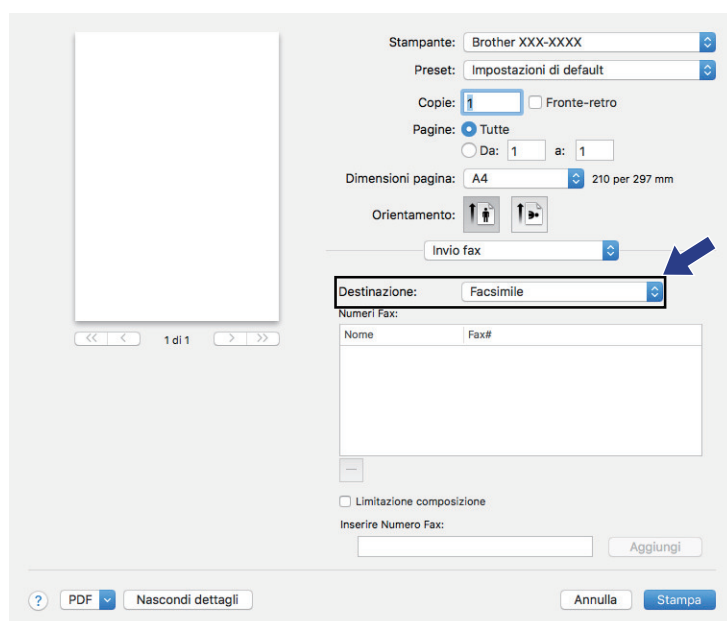 Stampante: Brother XXX-XXXX
Preset: Impostazioni di default
Copie: 1 Fronte-retro
Pagine: Tutte
Da: 1 a: 1
Dimensioni pagina: A4 210 per 297 mm
Orientamento:
Invio fax
Destinazione: Facsimile
Numeri Fax:
Nome Fax#
1 di 1
Limitazione composizione
Inserire Numero Fax:
Aggiungi
? PDF Nascondi dettagli Annulla Stampa